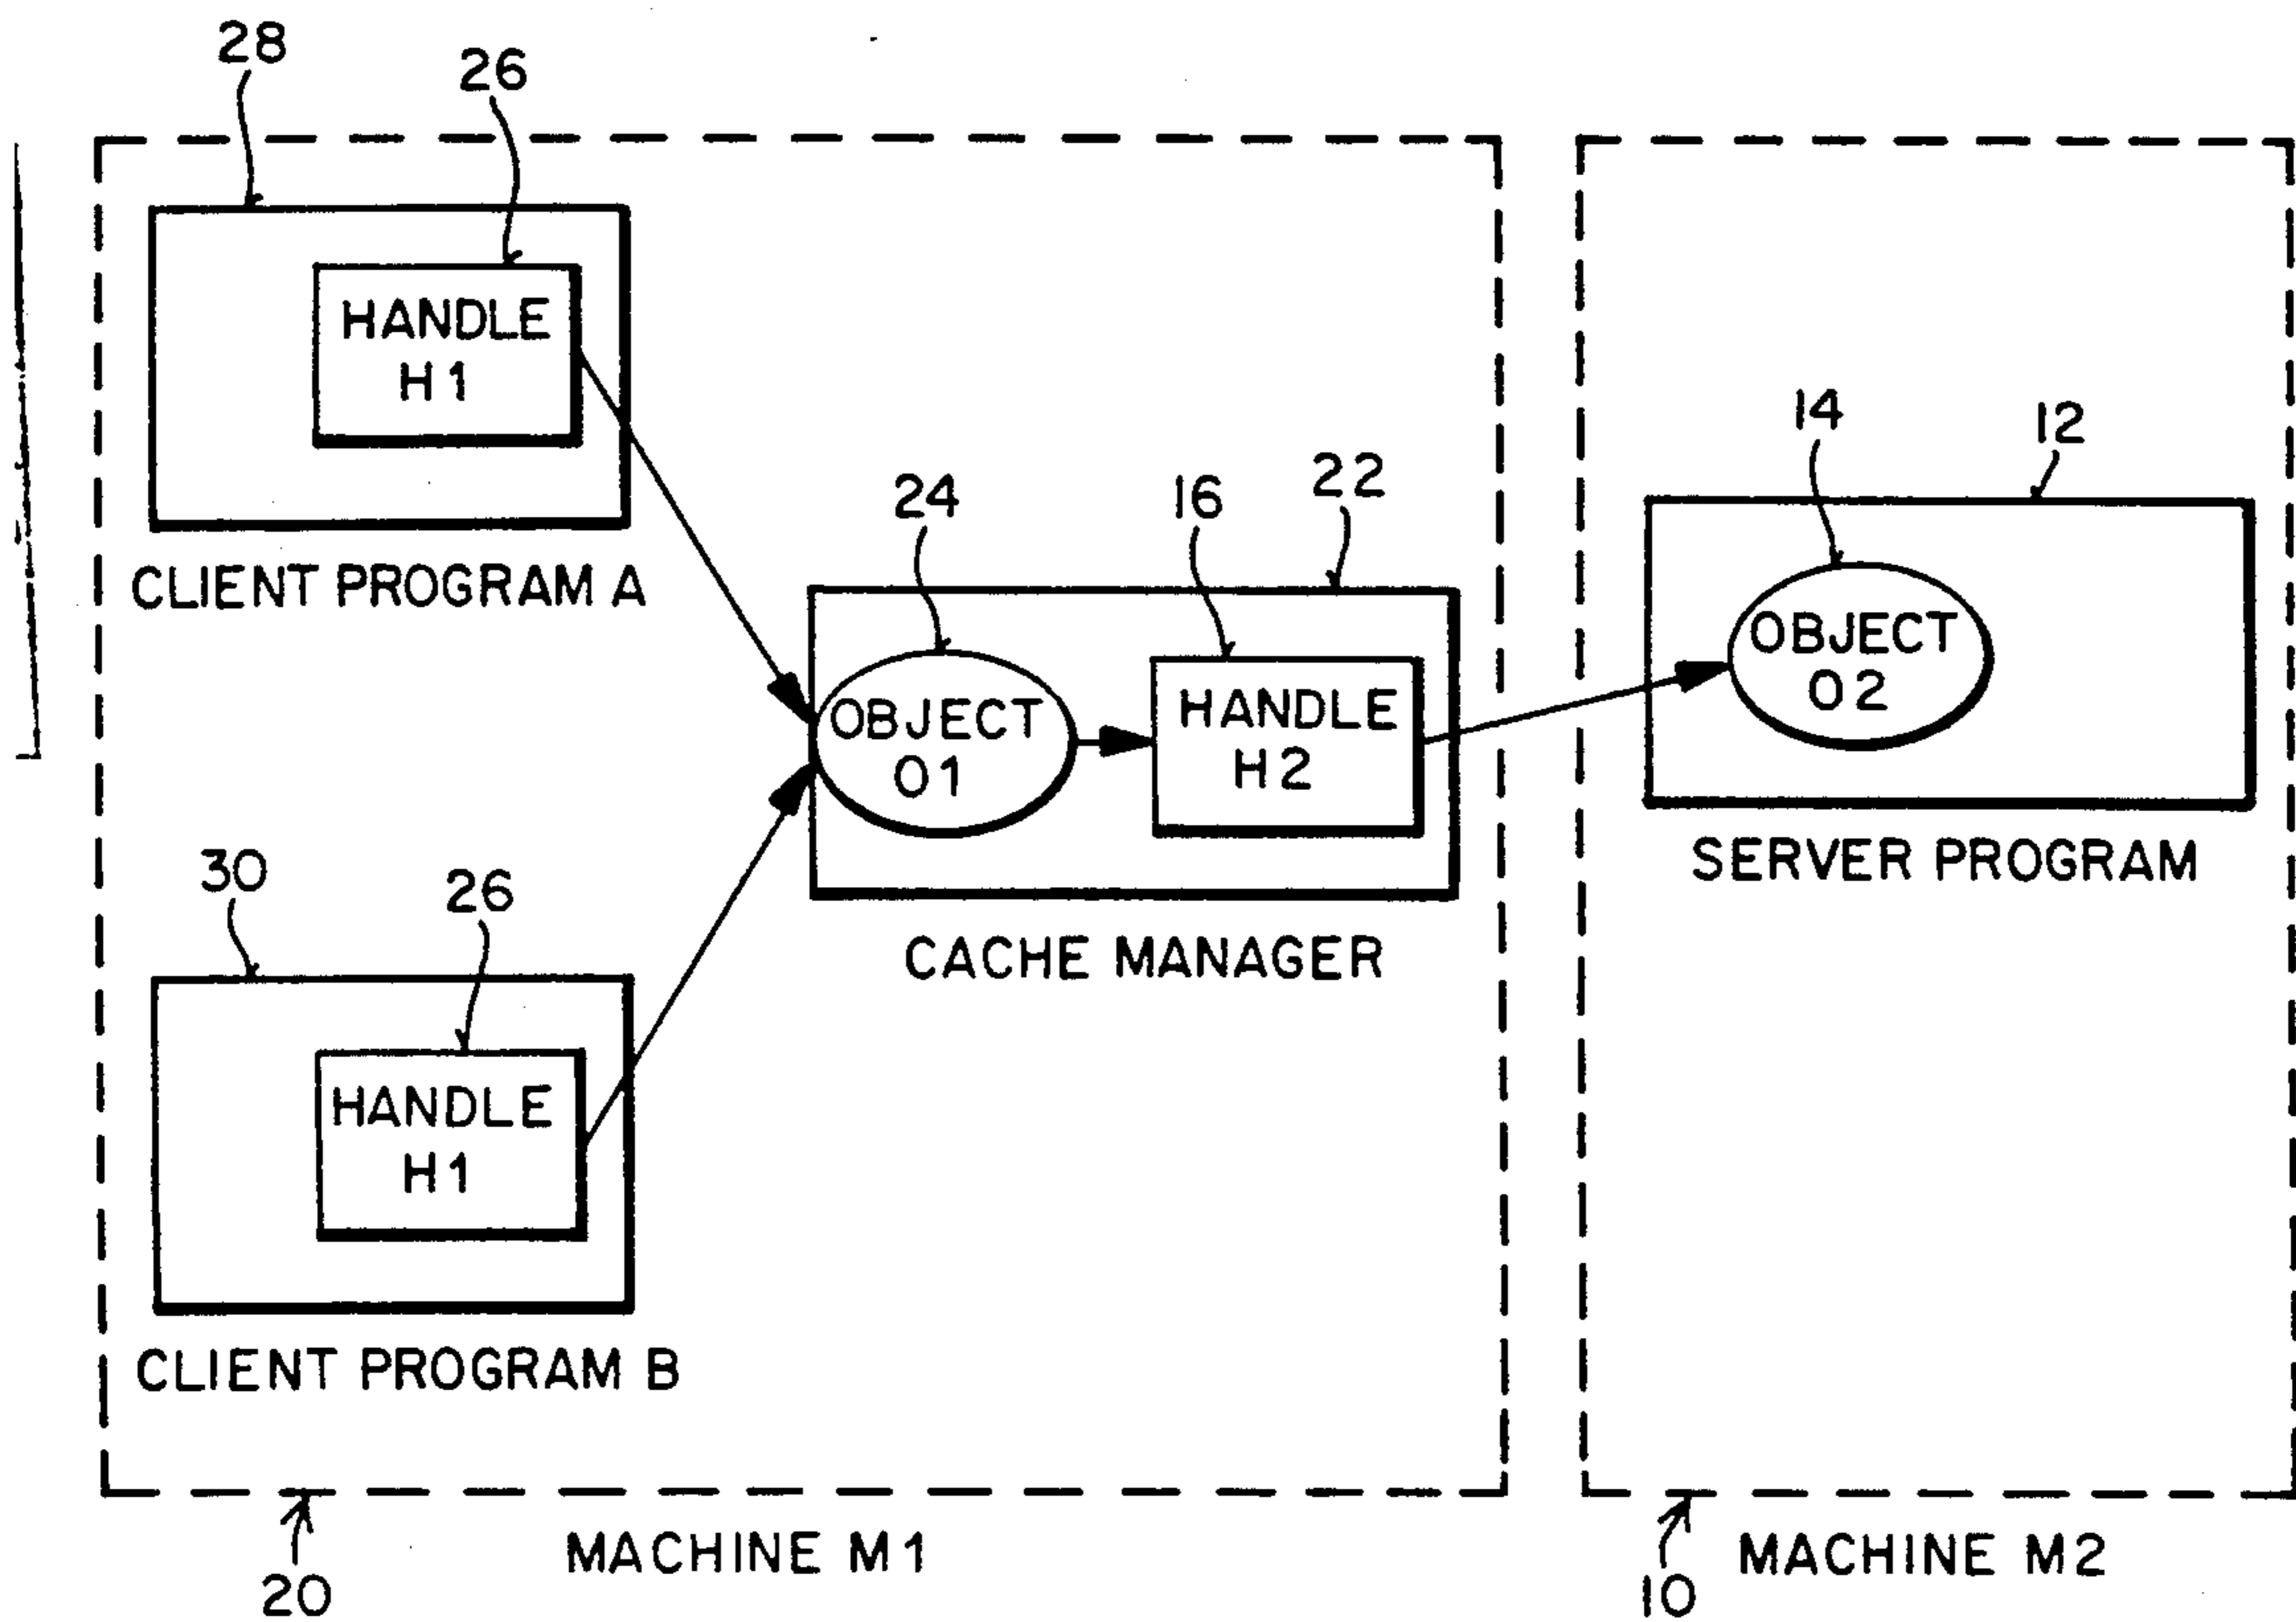 28
26
HANDLE
H1
CLIENT PROGRAM A
24
16
22
14
12
OBJECT
O1
HANDLE
H2
OBJECT
O2
CACHE MANAGER
SERVER PROGRAM
30
26
HANDLE
H1
CLIENT PROGRAM B
20
MACHINE M1
10
MACHINE M2